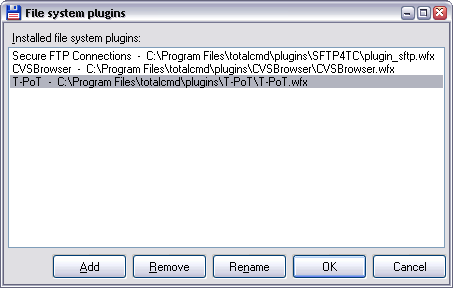 File system plugins
Installed file system plugins:
Secure FTP Connections - C:\Program Files\totalcmd\plugins\SFTP4TC\plugin_sftp.wfx
CVSBrowser - C:\Program Files\totalcmd\plugins\CVSBrowser\CVSBrowser.wfx
T-PoT - C:\Program Files\totalcmd\plugins\T-PoT\T-PoT.wfx
Add Remove Rename OK Cancel